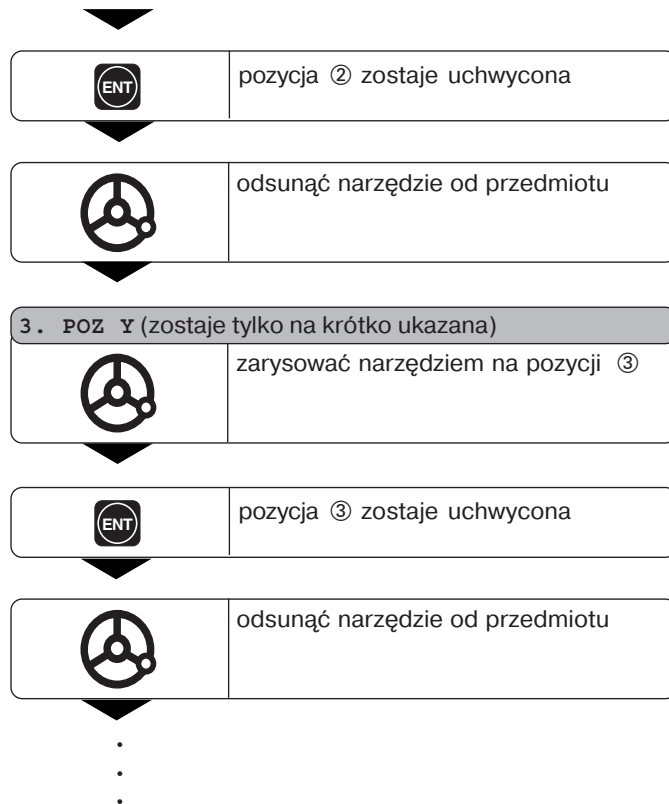 ENT
pozycja ② zostaje uchwycona
odsunąć narzędzie od przedmiotu
3. POZ Y (zostaje tylko na krótko ukazana)
zarysować narzędziem na pozycji ③
ENT
pozycja ③ zostaje uchwycona
odsunąć narzędzie od przedmiotu
.
.
.